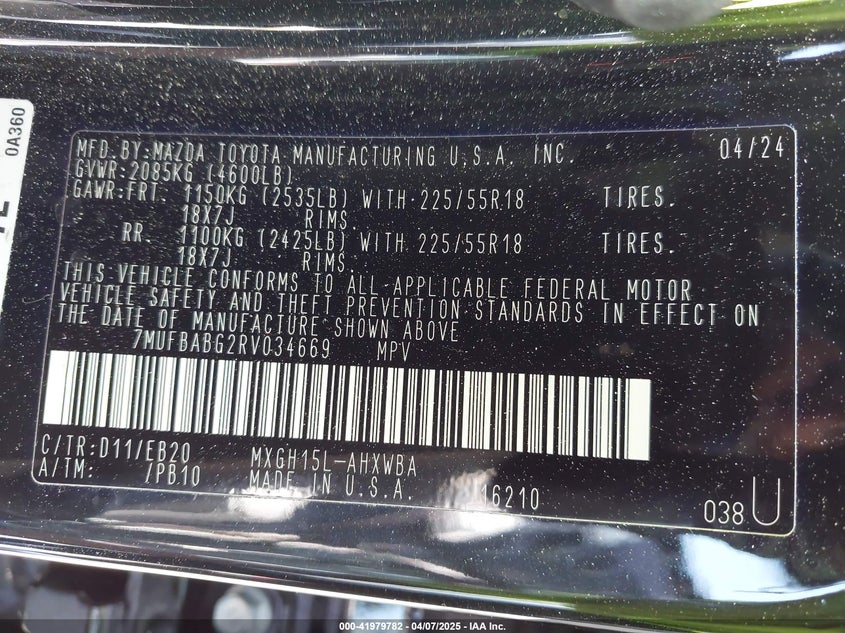 0A360
MFD.BY:MAZDA TOYOTA MANUFACTURING U.S.A. INC. 04/24
GVWR:2085KG (4600LB)
GAWR:FRT. 1150KG (2535LB) WITH 225/55R18 TIRES.
18X7J RIMS.
RR. 1100KG (2425LB) WITH 225/55R18 TIRES.
18X7J RIMS.
THIS VEHICLE CONFORMS TO ALL APPLICABLE FEDERAL MOTOR
VEHICLE SAFETY AND THEFT PREVENTION STANDARDS IN EFFECT ON
THE DATE OF MANUFACTURE SHOWN ABOVE
7MUFBABG2RV034669 MPV
C/TR:D11/EB20 MXGH15L-AHXWBA
A/TM: /PB10 MADE IN U.S.A. 16210
038 U
000-41979782 - 04/07/2025 - IAA Inc.